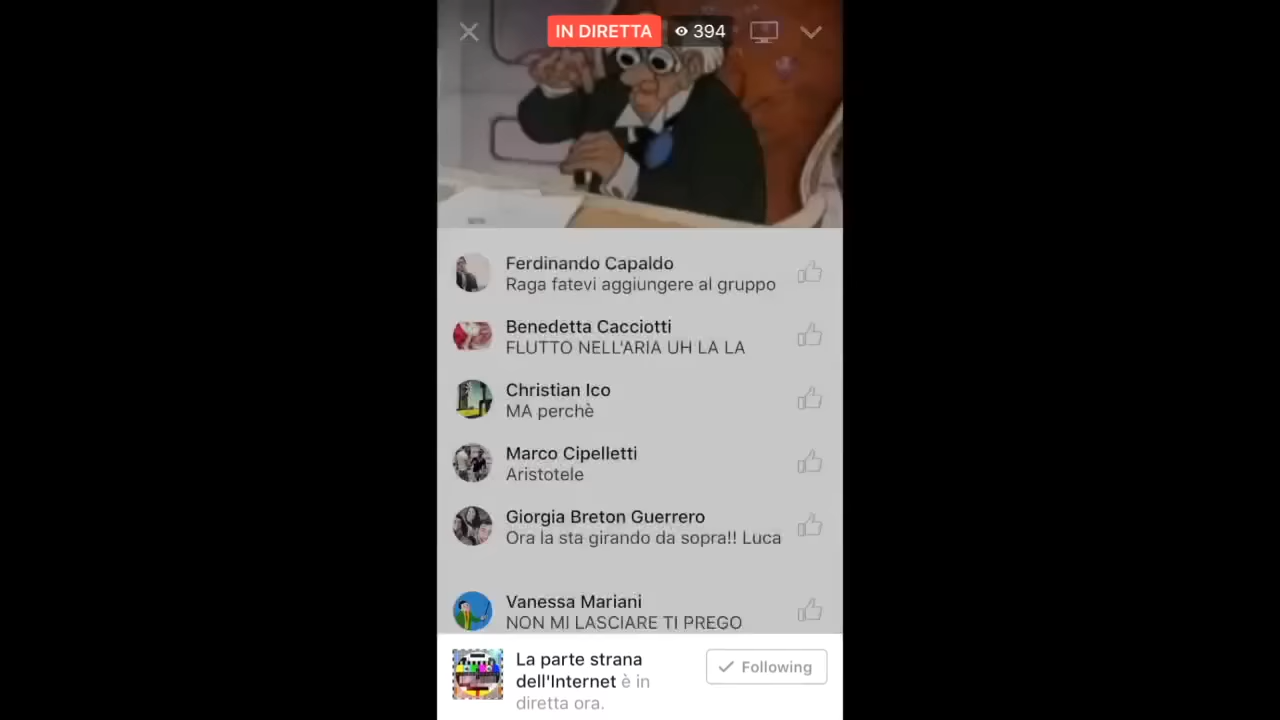 IN DIRETTA
394
Ferdinando Capaldo
Raga fatevi aggiungere al gruppo
Benedetta Cacciotti
FLUTTO NELL'ARIA UH LA LA
Christian Ico
MA perchè
Marco Cipelletti
Aristotele
Giorgia Breton Guerrero
Ora la sta girando da sopra!! Luca
Vanessa Mariani
NON MI LASCIARE TI PREGO
La parte strana
dell'Internet è in
diretta ora.
Following